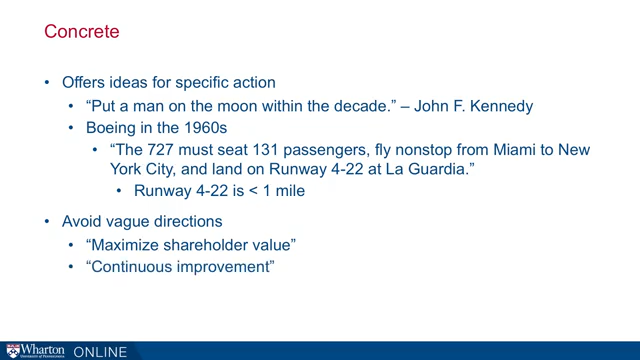 Concrete
• Offers ideas for specific action
• “Put a man on the moon within the decade.” – John F. Kennedy
• Boeing in the 1960s
• “The 727 must seat 131 passengers, fly nonstop from Miami to New
York City, and land on Runway 4-22 at La Guardia.”
• Runway 4-22 is < 1 mile
• Avoid vague directions
• “Maximize shareholder value”
• “Continuous improvement”
Wharton ONLINE
University of Pennsylvania